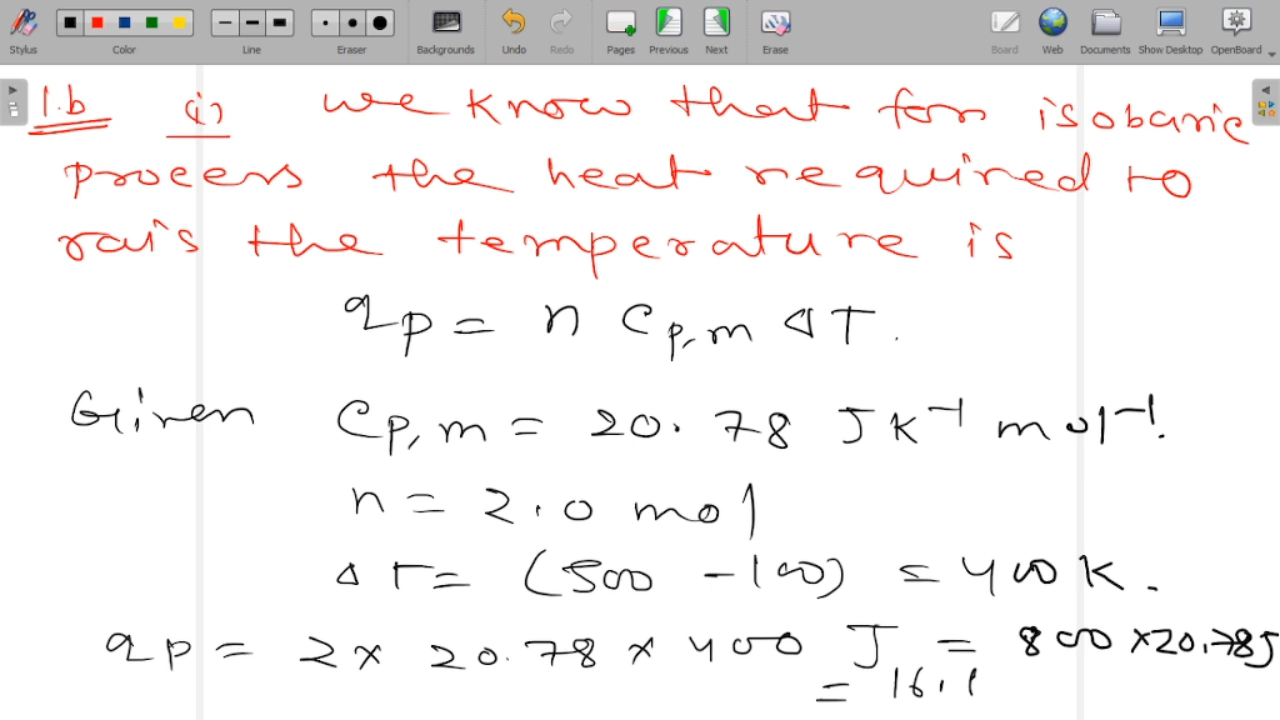 Stylus Color Line Eraser Backgrounds Undo Redo Pages Previous Next Erase Board Web Documents Show Desktop OpenBoard
1.b (i) we know that for isobaric
process the heat required to
rais the temperature is
qp = n Cp,m ΔT.
Given Cp,m = 20.78 J K⁻¹ mol⁻¹.
n = 2.0 mol
ΔT = (500 - 100) = 400 K.
qp = 2 × 20.78 × 400 J = 800 × 20.78 J
= 16.1